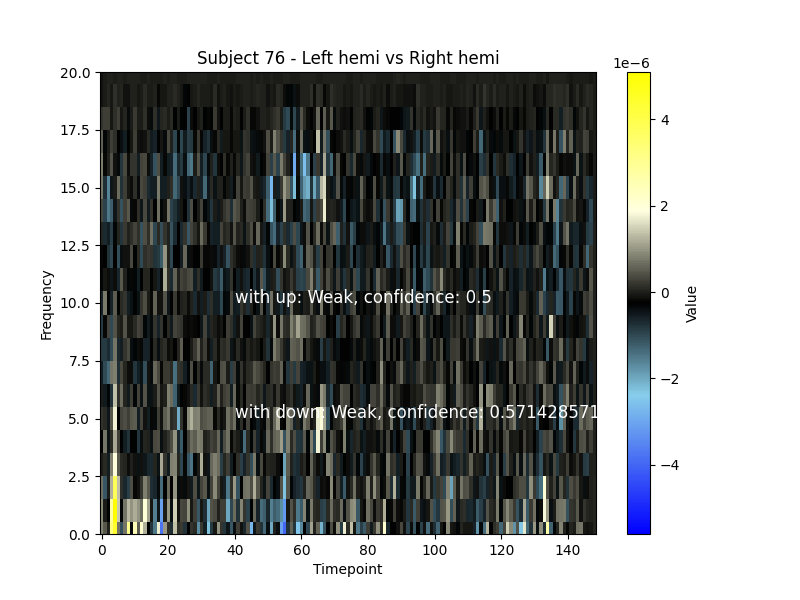 Subject 76 - Left hemi vs Right hemi
1e−6
20.0
17.5
15.0
12.5
10.0
7.5
5.0
2.5
0.0
Frequency
with up: Weak, confidence: 0.5
with down: Weak, confidence: 0.571428571
0 20 40 60 80 100 120 140
Timepoint
4
2
0
−2
−4
Value